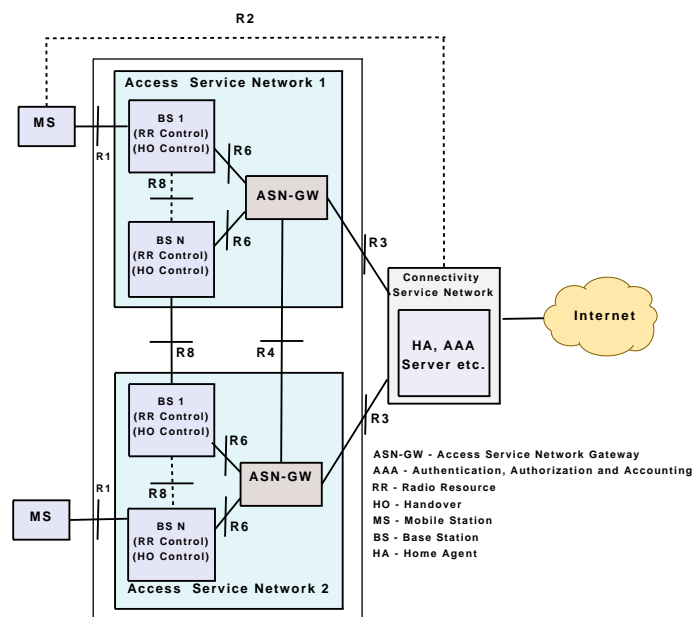 R2
Access Service Network 1
MS
R1
BS 1
(RR Control)
(HO Control)
R6
R8
ASN-GW
R6
BS N
(RR Control)
(HO Control)
R3
Connectivity
Service Network
HA, AAA
Server etc.
Internet
R8
R4
BS 1
(RR Control)
(HO Control)
R6
R3
ASN-GW
R8
R6
R1
MS
BS N
(RR Control)
(HO Control)
Access Service Network 2
ASN-GW - Access Service Network Gateway
AAA - Authentication, Authorization and Accounting
RR - Radio Resource
HO - Handover
MS - Mobile Station
BS - Base Station
HA - Home Agent